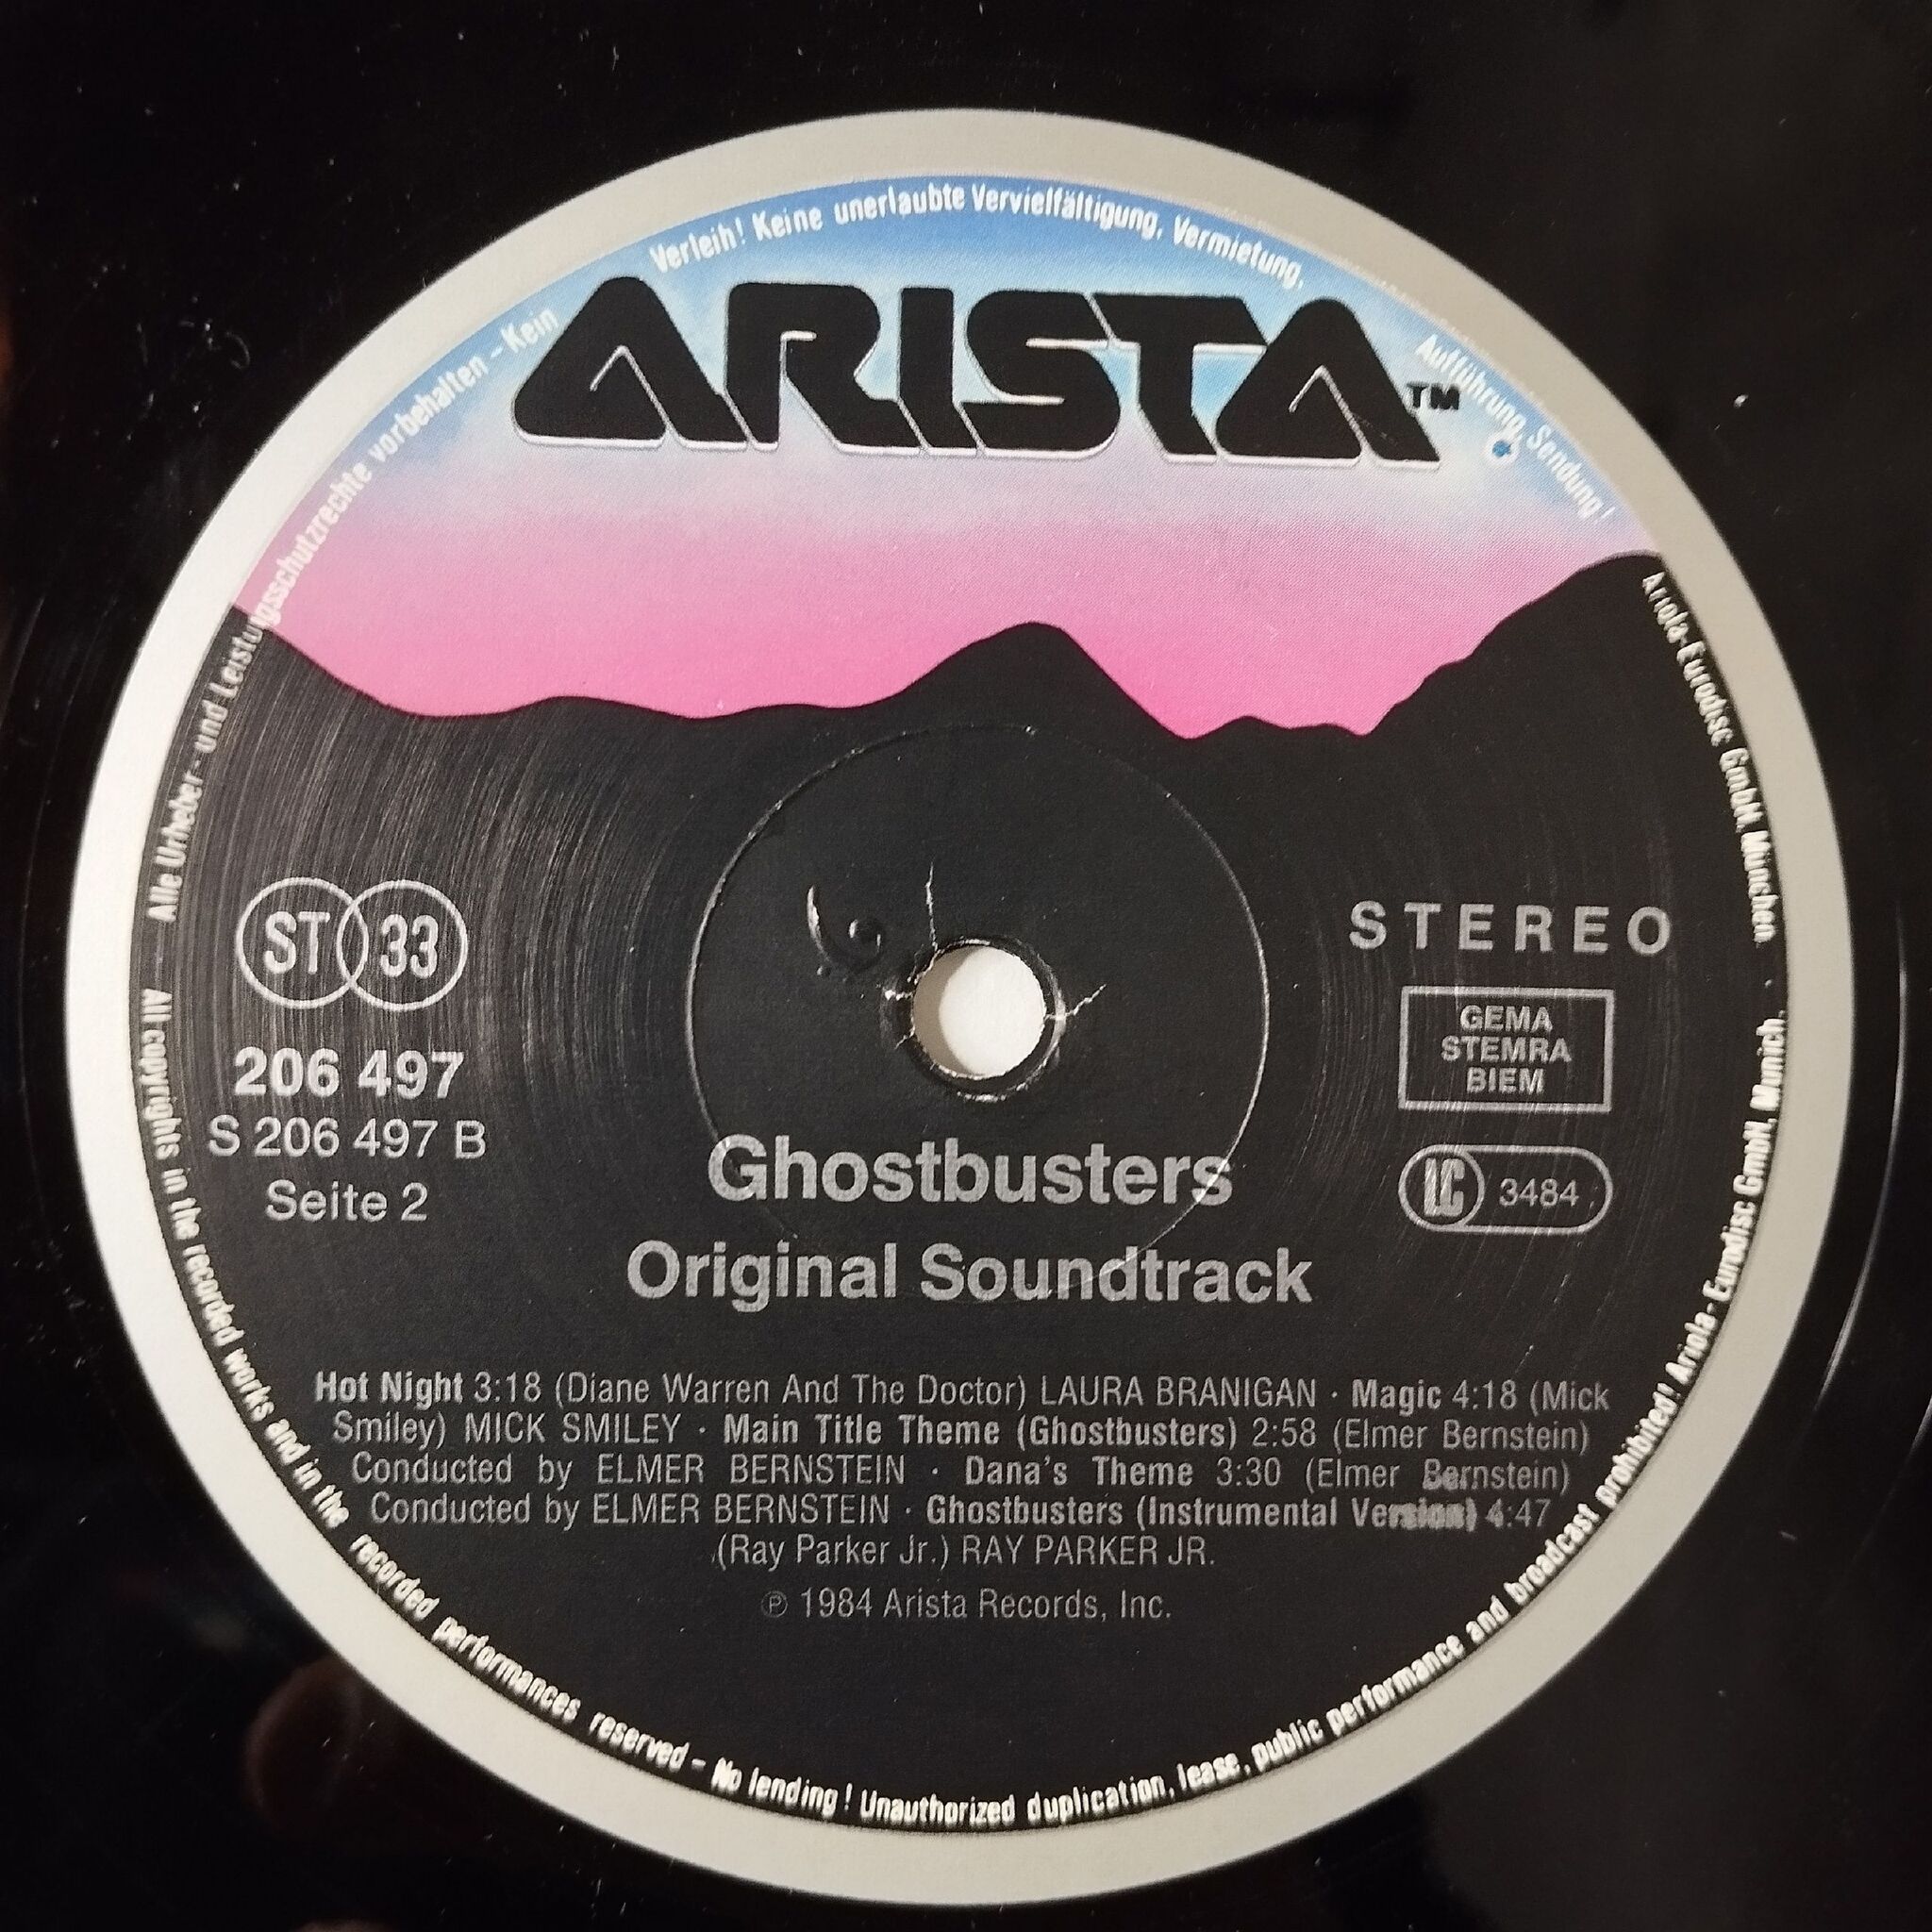 Alle Urheber- und Leistungsschutzrechte vorbehalten - Kein Verleih! Keine unerlaubte Vervielfältigung, Vermietung, Aufführung, Sendung!
ARISTA™
Ariola-Eurodisc GmbH, München.
ST 33
206 497
S 206 497 B
Seite 2
STEREO
GEMA
STEMRA
BIEM
LC 3484
Ghostbusters
Original Soundtrack
Hot Night 3:18 (Diane Warren And The Doctor) LAURA BRANIGAN · Magic 4:18 (Mick
Smiley) MICK SMILEY · Main Title Theme (Ghostbusters) 2:58 (Elmer Bernstein)
Conducted by ELMER BERNSTEIN · Dana's Theme 3:30 (Elmer Bernstein)
Conducted by ELMER BERNSTEIN · Ghostbusters (Instrumental Version) 4:47
(Ray Parker Jr.) RAY PARKER JR.
℗ 1984 Arista Records, Inc.
All copyrights in the recorded works and in the recorded performances reserved - No lending! Unauthorized duplication, lease, public performance and broadcast prohibited! Ariola-Eurodisc GmbH, Munich.